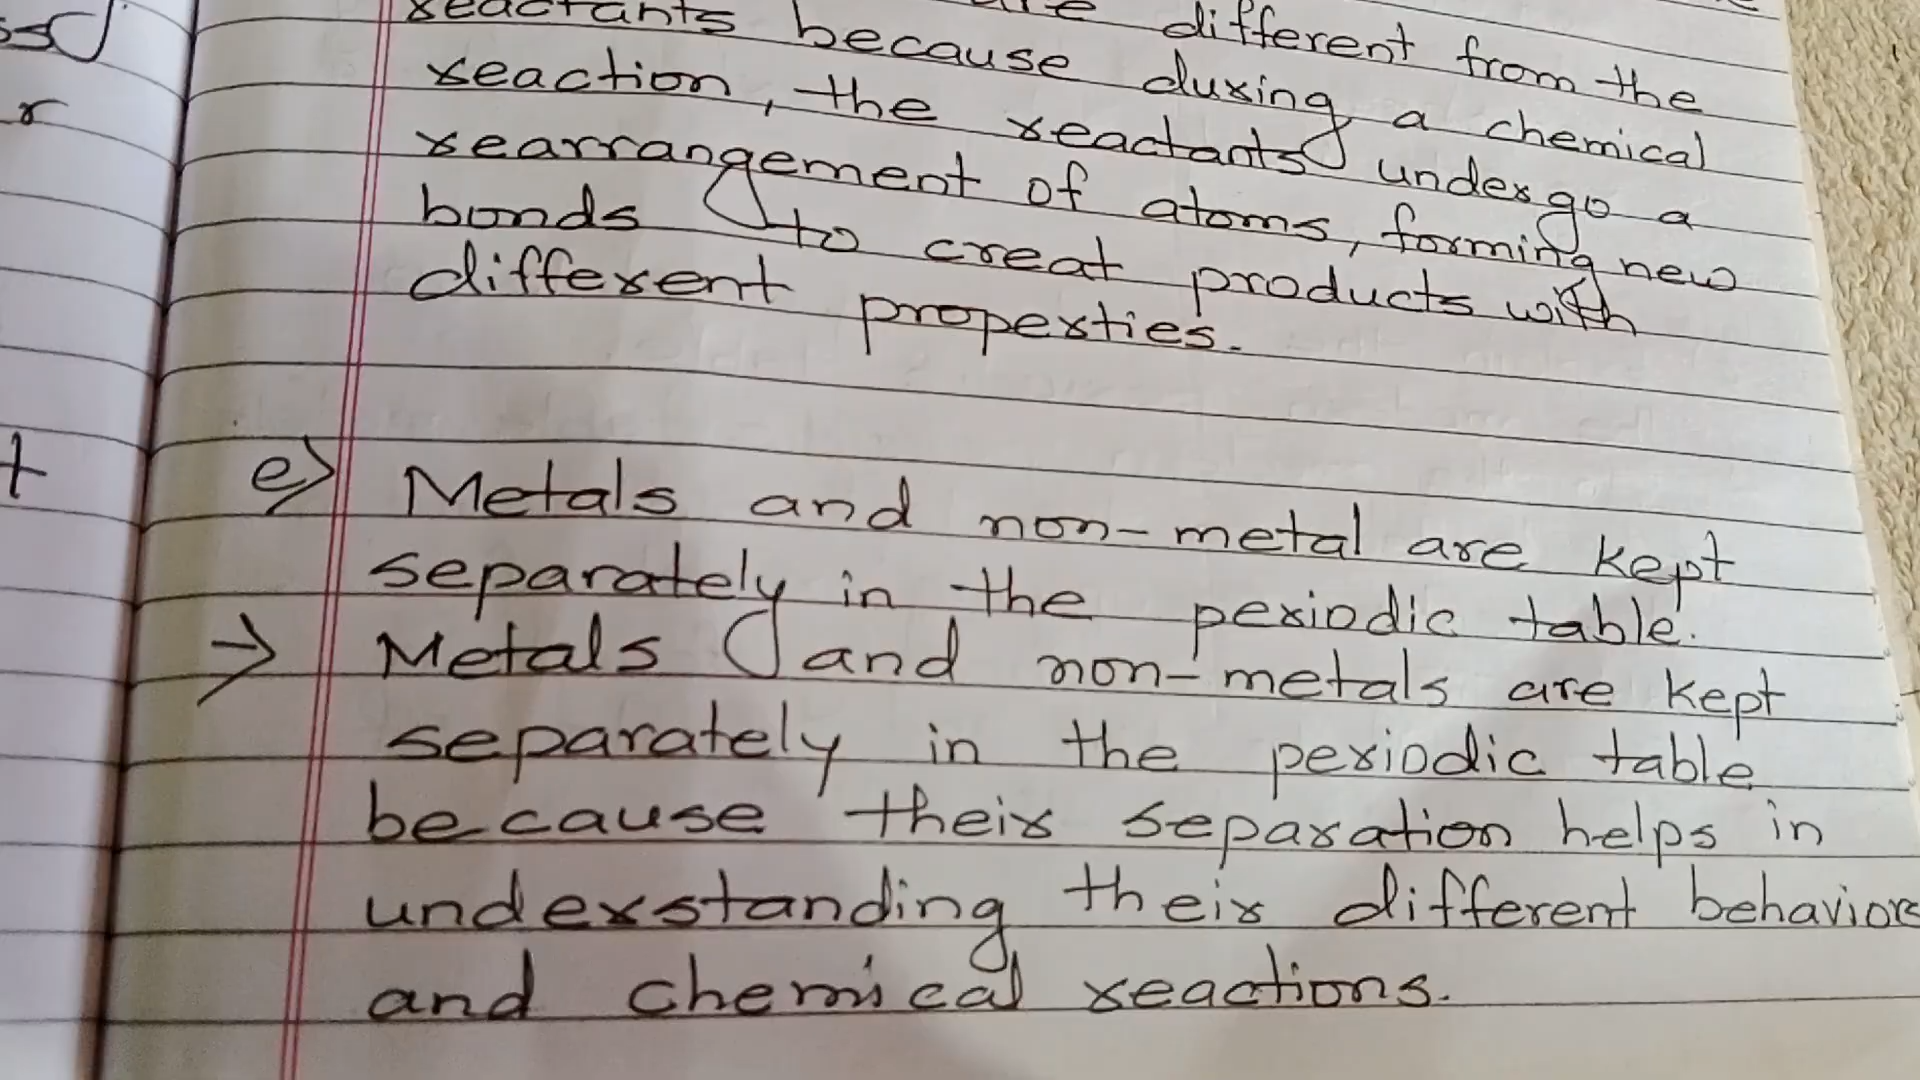 different from the
reactants because during a chemical
reaction, the reactants undergo a
rearrangement of atoms, forming new
bonds to creat products with
different properties.
e) Metals and non-metal are kept
separately in the periodic table.
→ Metals and non-metals are kept
separately in the periodic table
because their separation helps in
understanding their different behaviors
and chemical reactions.
r
t